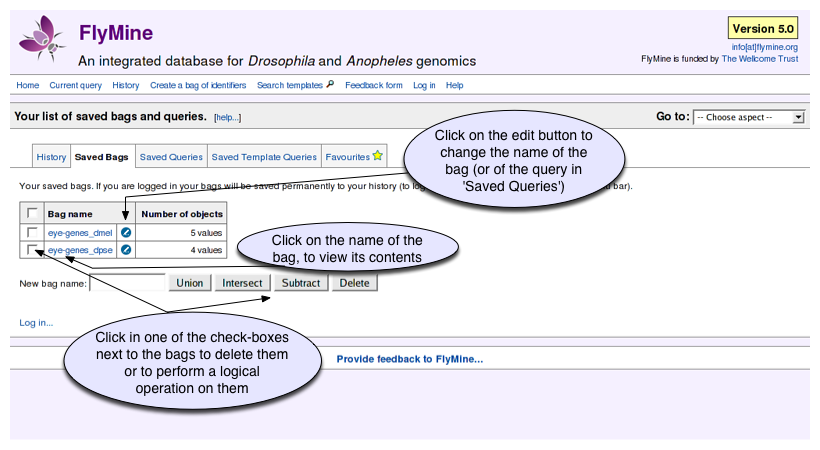 FlyMine
Version 5.0
An integrated database for Drosophila and Anopheles genomics
info[at]flymine.org
FlyMine is funded by The Wellcome Trust
Home Current query History Create a bag of identifiers Search templates Feedback form Log in Help
Your list of saved bags and queries. [help...]
Go to: -- Choose aspect --
Click on the edit button to
change the name of the
bag (or of the query in
'Saved Queries')
History Saved Bags Saved Queries Saved Template Queries Favourites
Your saved bags. If you are logged in your bags will be saved permanently to your history (to log bar).
Bag name Number of objects
eye-genes_dmel 5 values
eye-genes_dpse 4 values
Click on the name of the
bag, to view its contents
New bag name: Union Intersect Subtract Delete
Log in...
Click in one of the check-boxes
next to the bags to delete them
or to perform a logical
operation on them
Provide feedback to FlyMine...